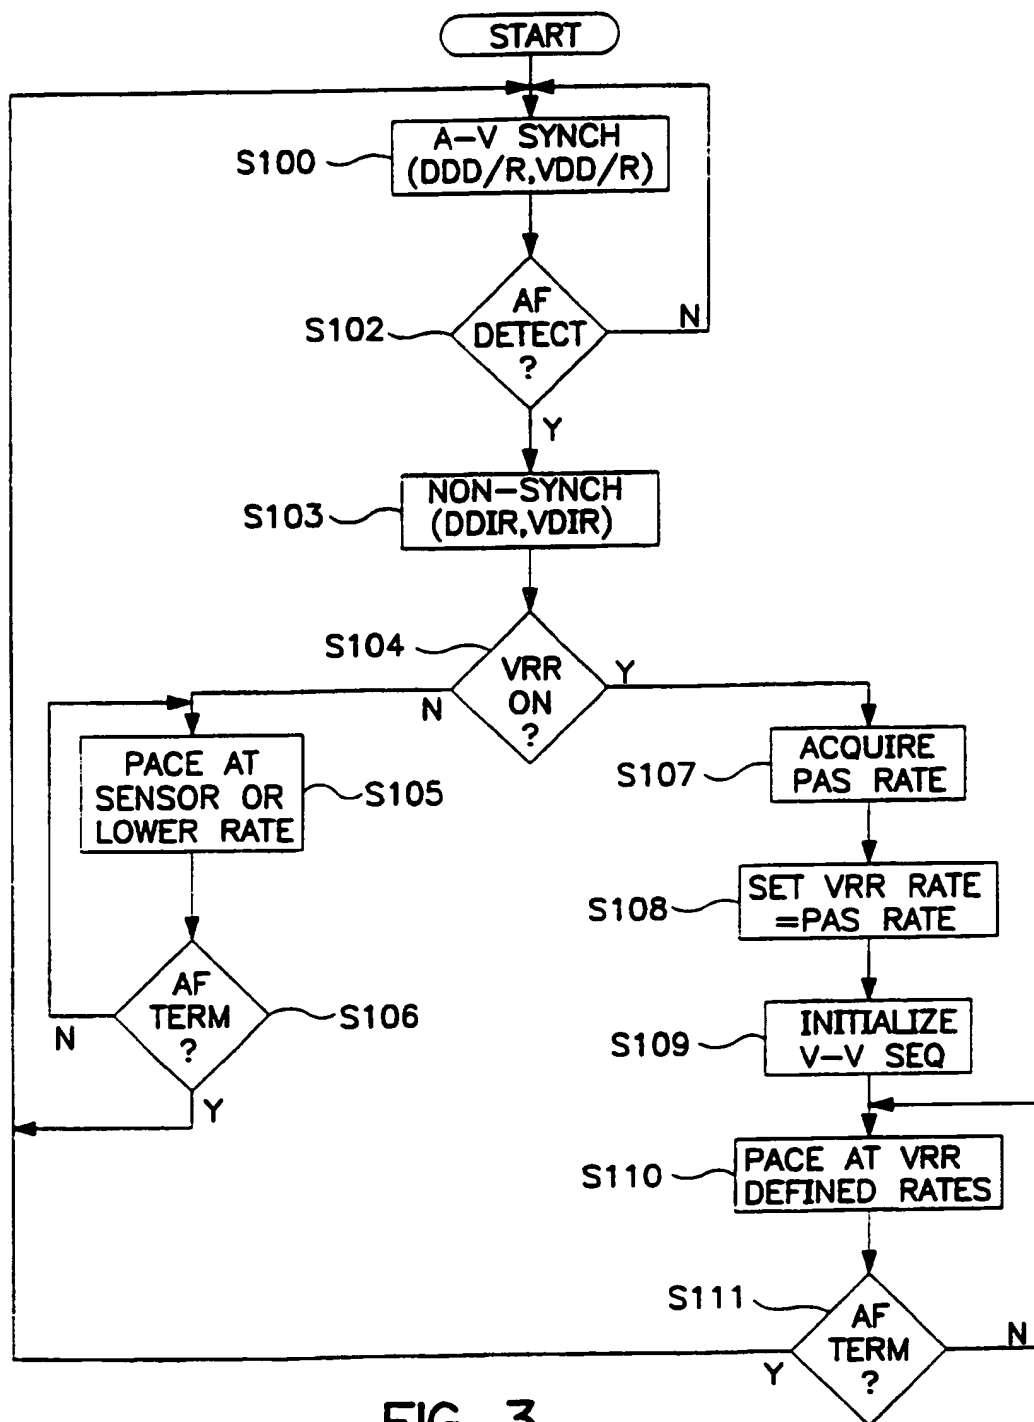 START
S100
A-V SYNCH
(DDD/R,VDD/R)
S102
AF
DETECT
?
N
Y
S103
NON-SYNCH
(DDIR,VDIR)
S104
VRR
ON
?
N
Y
PACE AT
SENSOR OR
LOWER RATE
S105
S107
ACQUIRE
PAS RATE
S108
SET VRR RATE
=PAS RATE
AF
TERM
?
S106
N
Y
S109
INITIALIZE
V-V SEQ
S110
PACE AT VRR
DEFINED RATES
S111
AF
TERM
?
N
Y
FIG. 3